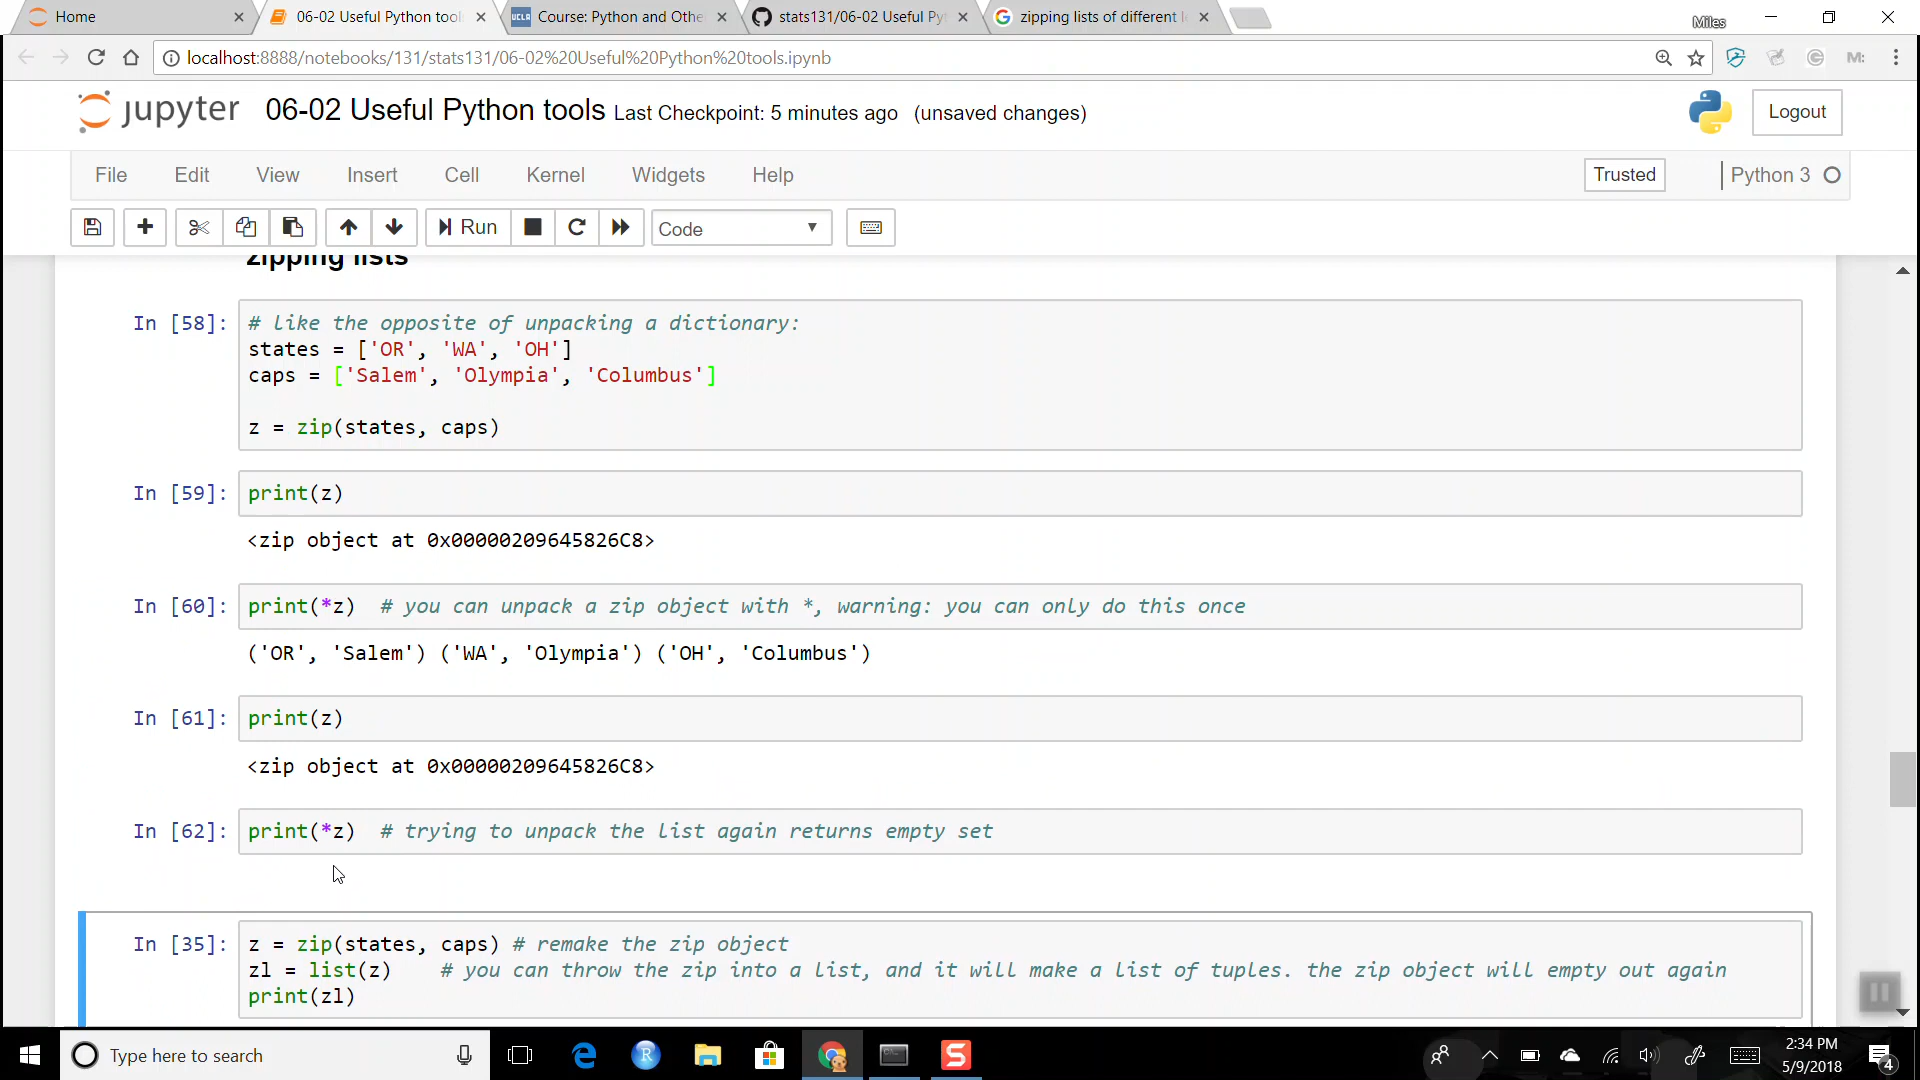 Home
06-02 Useful Python tool
UCLA Course: Python and Othe
stats131/06-02 Useful Py
zipping lists of different l
Miles
localhost:8888/notebooks/131/stats131/06-02%20Useful%20Python%20tools.ipynb
M:
jupyter 06-02 Useful Python tools Last Checkpoint: 5 minutes ago (unsaved changes)
Logout
File Edit View Insert Cell Kernel Widgets Help
Trusted
Python 3
Run
Code
zipping lists
In [58]: # like the opposite of unpacking a dictionary:
states = ['OR', 'WA', 'OH']
caps = ['Salem', 'Olympia', 'Columbus']
z = zip(states, caps)
In [59]: print(z)
<zip object at 0x00000209645826C8>
In [60]: print(*z)  # you can unpack a zip object with *, warning: you can only do this once
('OR', 'Salem') ('WA', 'Olympia') ('OH', 'Columbus')
In [61]: print(z)
<zip object at 0x00000209645826C8>
In [62]: print(*z)  # trying to unpack the list again returns empty set
In [35]: z = zip(states, caps) # remake the zip object
zl = list(z)    # you can throw the zip into a list, and it will make a list of tuples. the zip object will empty out again
print(zl)
Type here to search
2:34 PM
5/9/2018
4